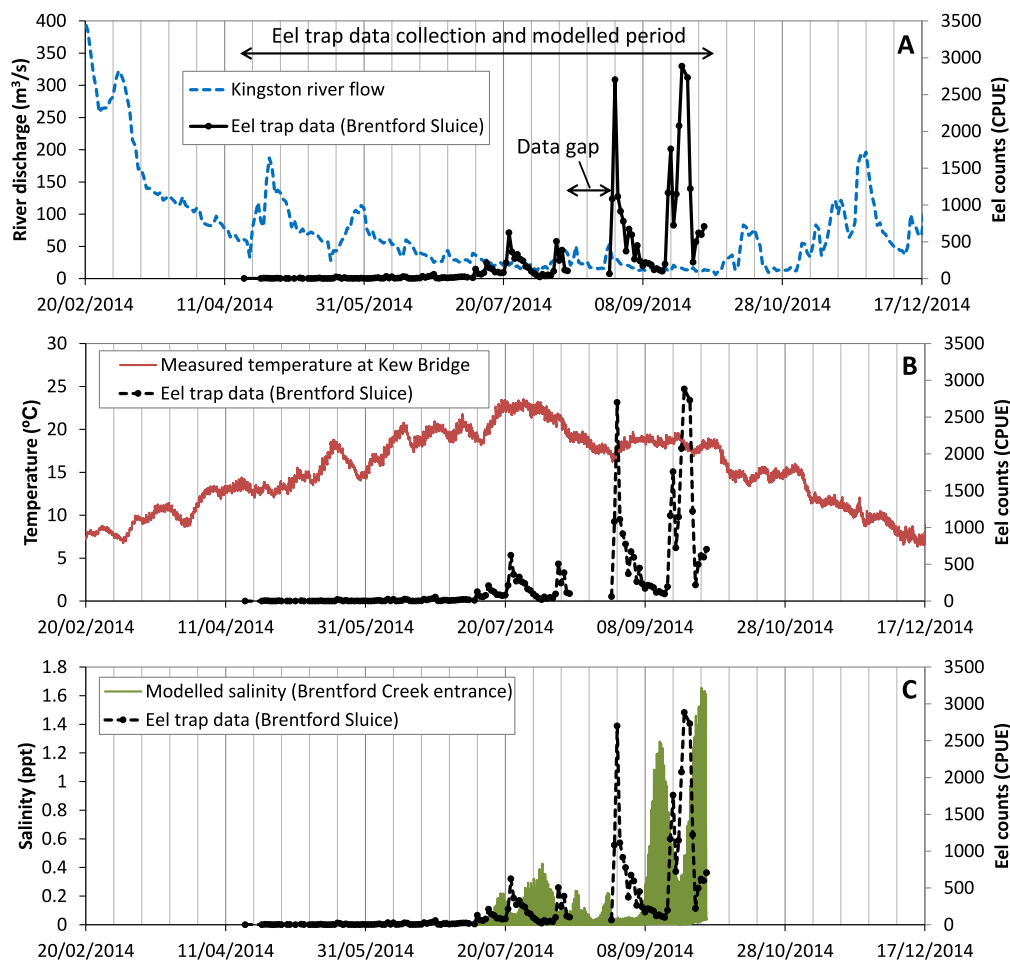 400 3500
Eel trap data collection and modelled period
A
350 3000
300 2500
250 2000
200 1500
150 1000
100 500
50
0 0
River discharge (m³/s)
Eel counts (CPUE)
Kingston river flow
Eel trap data (Brentford Sluice)
Data gap
20/02/2014 11/04/2014 31/05/2014 20/07/2014 08/09/2014 28/10/2014 17/12/2014
30 3500
B
25 3000
20 2500
15 2000
10 1500
5 1000
0 500
0
Temperature (ºC)
Eel counts (CPUE)
Measured temperature at Kew Bridge
Eel trap data (Brentford Sluice)
20/02/2014 11/04/2014 31/05/2014 20/07/2014 08/09/2014 28/10/2014 17/12/2014
1.8 3500
C
1.6 3000
1.4 2500
1.2 2000
1 1500
0.8 1000
0.6 500
0.4 0
0.2
0
Salinity (ppt)
Eel counts (CPUE)
Modelled salinity (Brentford Creek entrance)
Eel trap data (Brentford Sluice)
20/02/2014 11/04/2014 31/05/2014 20/07/2014 08/09/2014 28/10/2014 17/12/2014